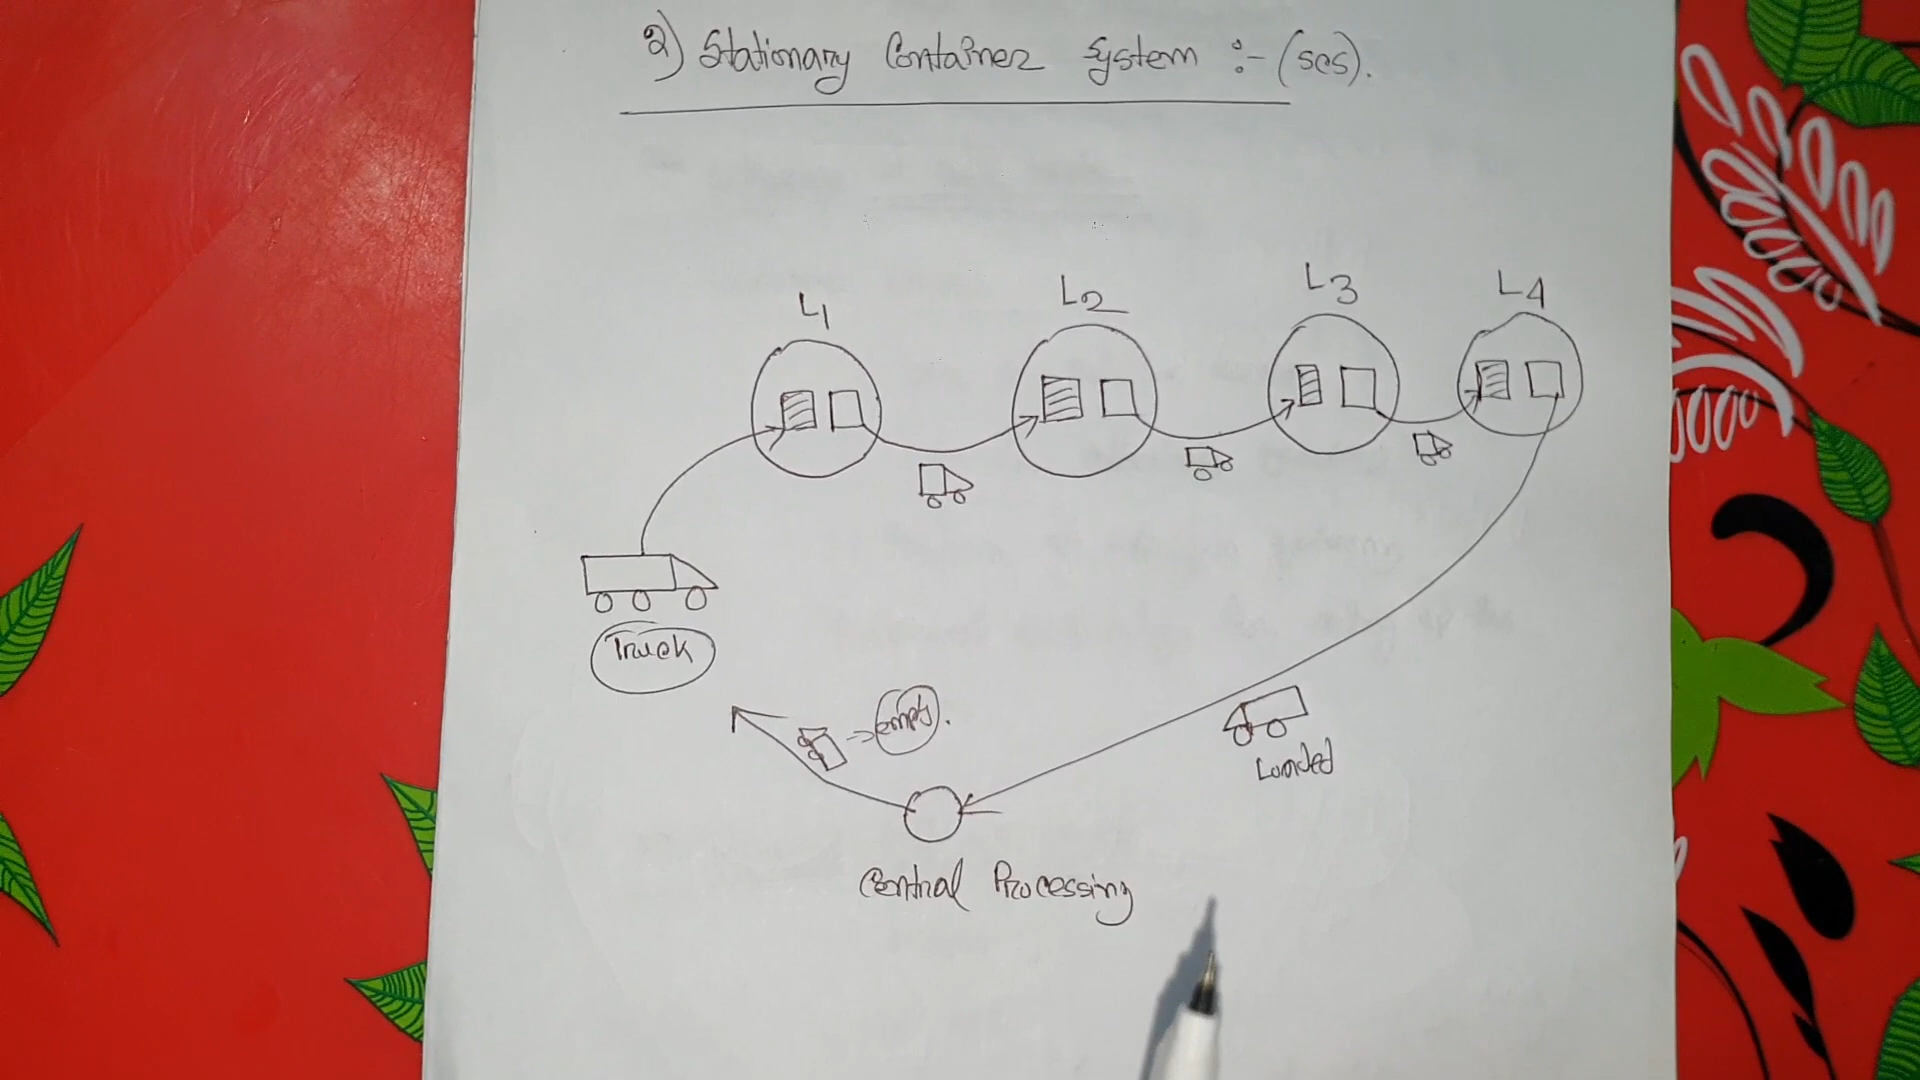 2) Stationary Container System :- (SCS).
L1 L2 L3 L4
Truck
empty.
Loaded
Central Processing